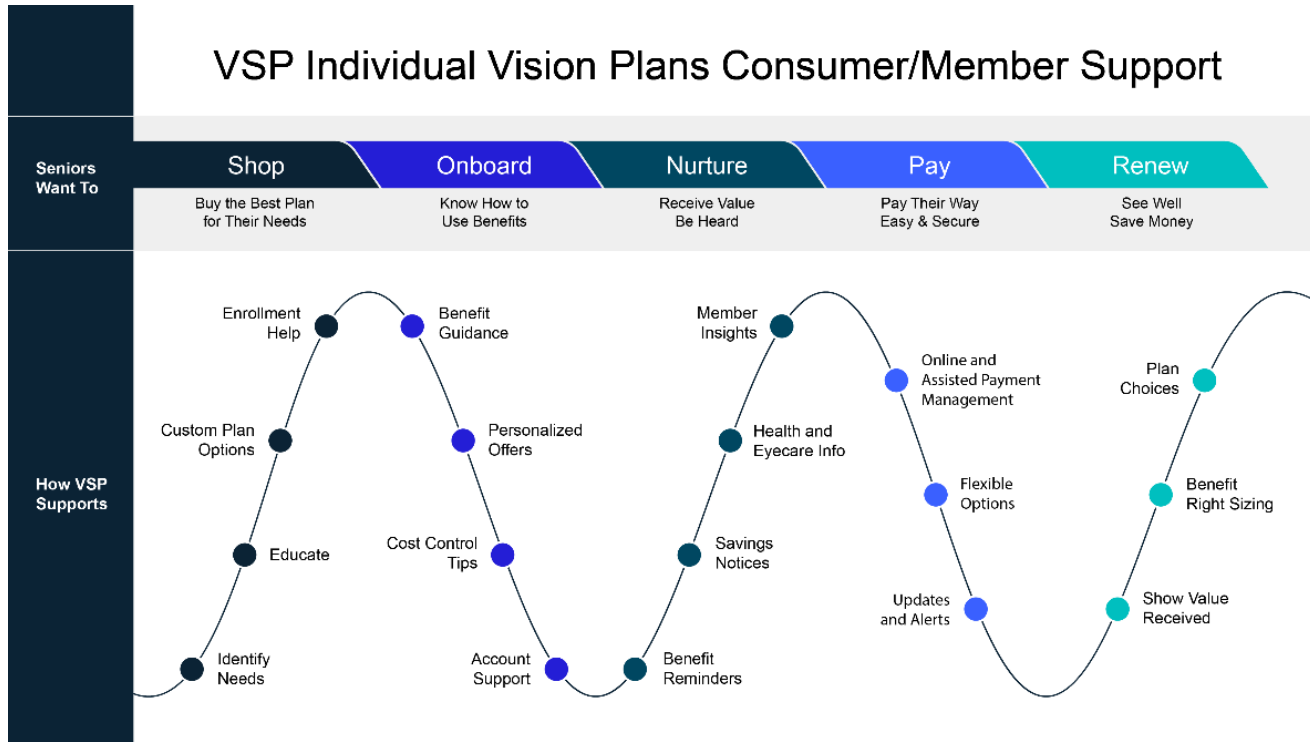 VSP Individual Vision Plans Consumer/Member Support
Seniors
Want To
Shop
Buy the Best Plan
for Their Needs
Onboard
Know How to
Use Benefits
Nurture
Receive Value
Be Heard
Pay
Pay Their Way
Easy & Secure
Renew
See Well
Save Money
How VSP
Supports
Enrollment
Help
Custom Plan
Options
Educate
Identify
Needs
Benefit
Guidance
Personalized
Offers
Cost Control
Tips
Account
Support
Member
Insights
Health and
Eyecare Info
Savings
Notices
Benefit
Reminders
Online and
Assisted Payment
Management
Flexible
Options
Updates
and Alerts
Plan
Choices
Benefit
Right Sizing
Show Value
Received